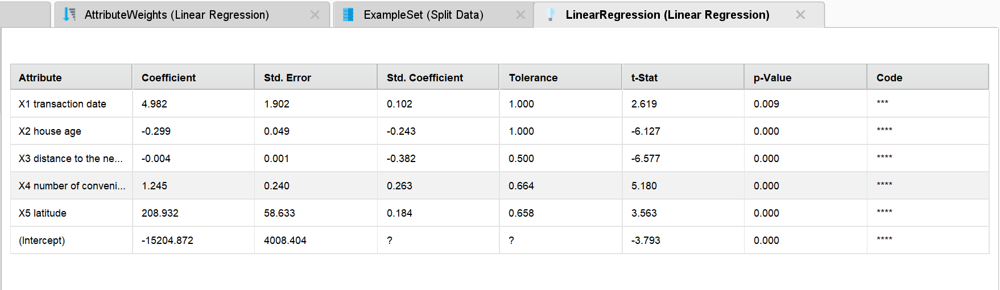 AttributeWeights (Linear Regression) ExampleSet (Split Data) LinearRegression (Linear Regression)
Attribute Coefficient Std. Error Std. Coefficient Tolerance t-Stat p-Value Code
X1 transaction date 4.982 1.902 0.102 1.000 2.619 0.009 ***
X2 house age -0.299 0.049 -0.243 1.000 -6.127 0.000 ****
X3 distance to the ne... -0.004 0.001 -0.382 0.500 -6.577 0.000 ****
X4 number of conveni... 1.245 0.240 0.263 0.664 5.180 0.000 ****
X5 latitude 208.932 58.633 0.184 0.658 3.563 0.000 ****
(Intercept) -15204.872 4008.404 ? ? -3.793 0.000 ****